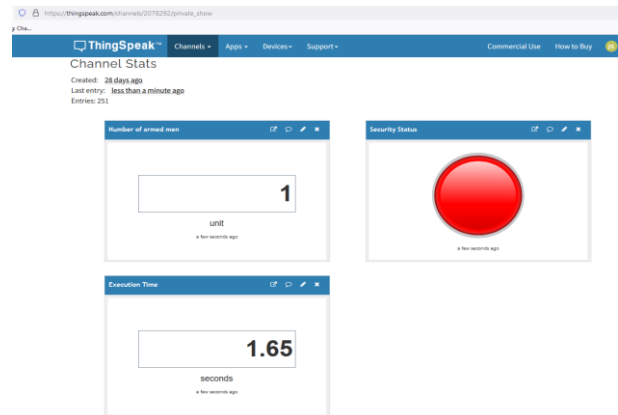 https://thingspeak.com/channels/2078292/private_show
Cha...
ThingSpeak™ Channels Apps Devices Support Commercial Use How to Buy
Channel Stats
Created: 28 days ago
Last entry: less than a minute ago
Entries: 251
Number of armed men
1
unit
a few seconds ago
Security Status
a few seconds ago
Execution Time
1.65
seconds
a few seconds ago